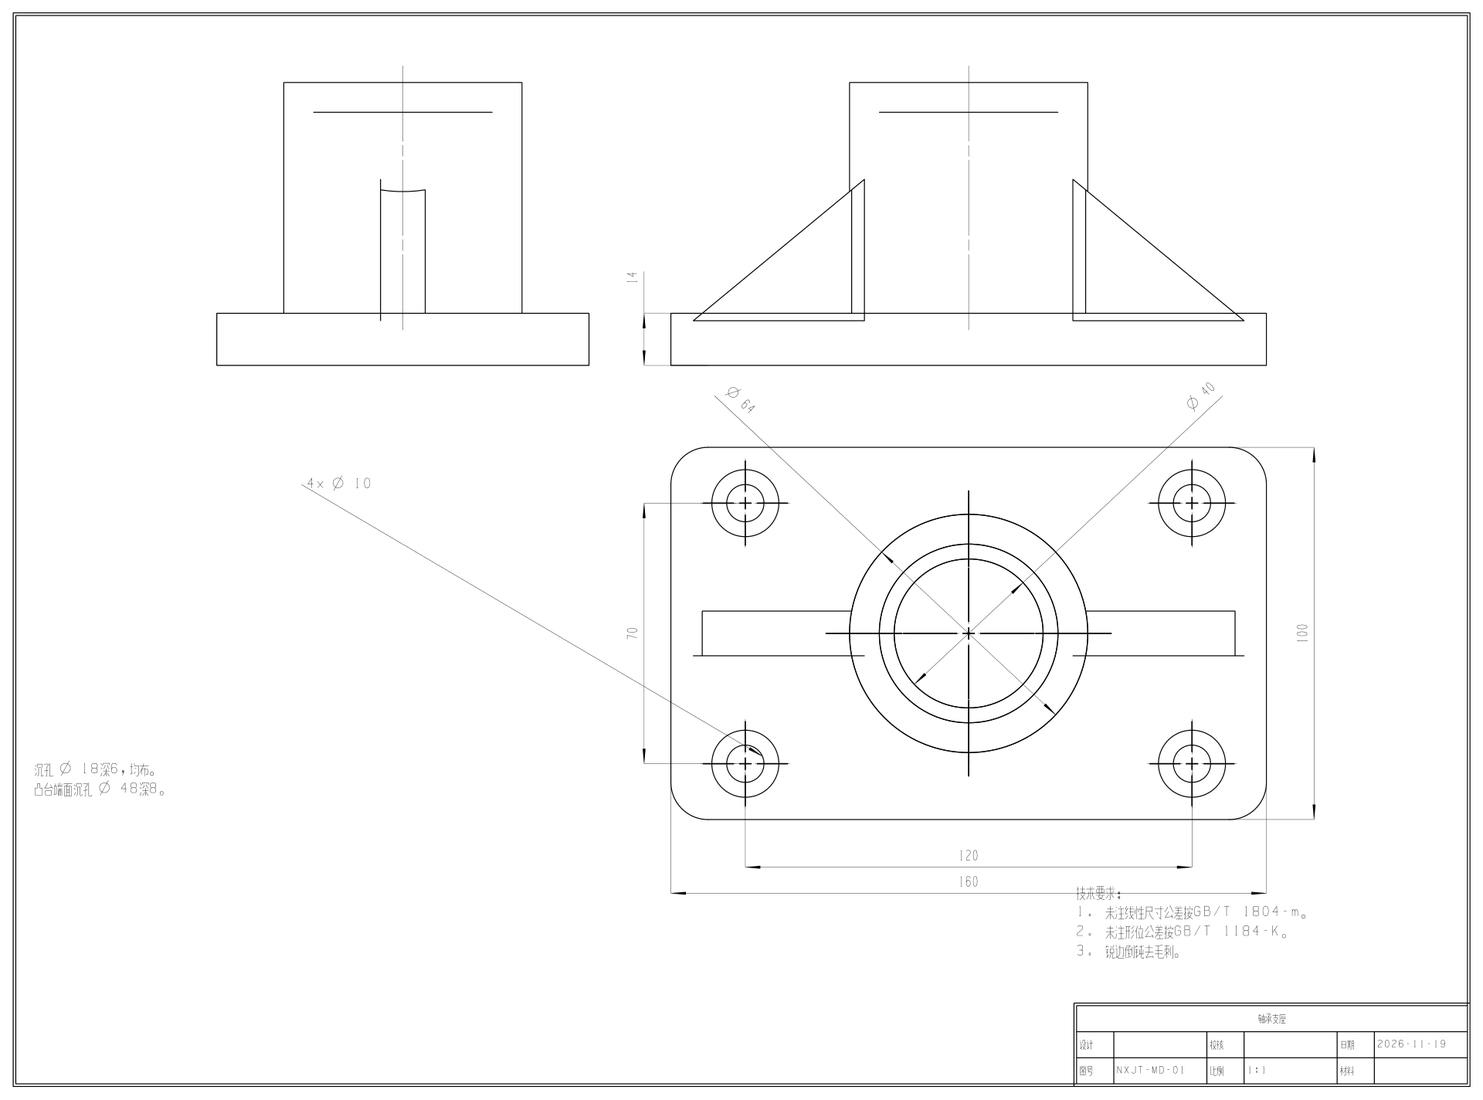 14
Ø 64
Ø 40
4x Ø 10
70
100
沉孔 Ø 18深6，均布。
凸台端面沉孔 Ø 48深8。
120
160
技术要求：
1. 未注线性尺寸公差按GB/T 1804-m。
2. 未注形位公差按GB/T 1184-K。
3. 锐边倒钝去毛刺。
轴承支座
设计 校核 日期 2026-11-19
图号 NXJT-MD-01 比例 1:1 材料